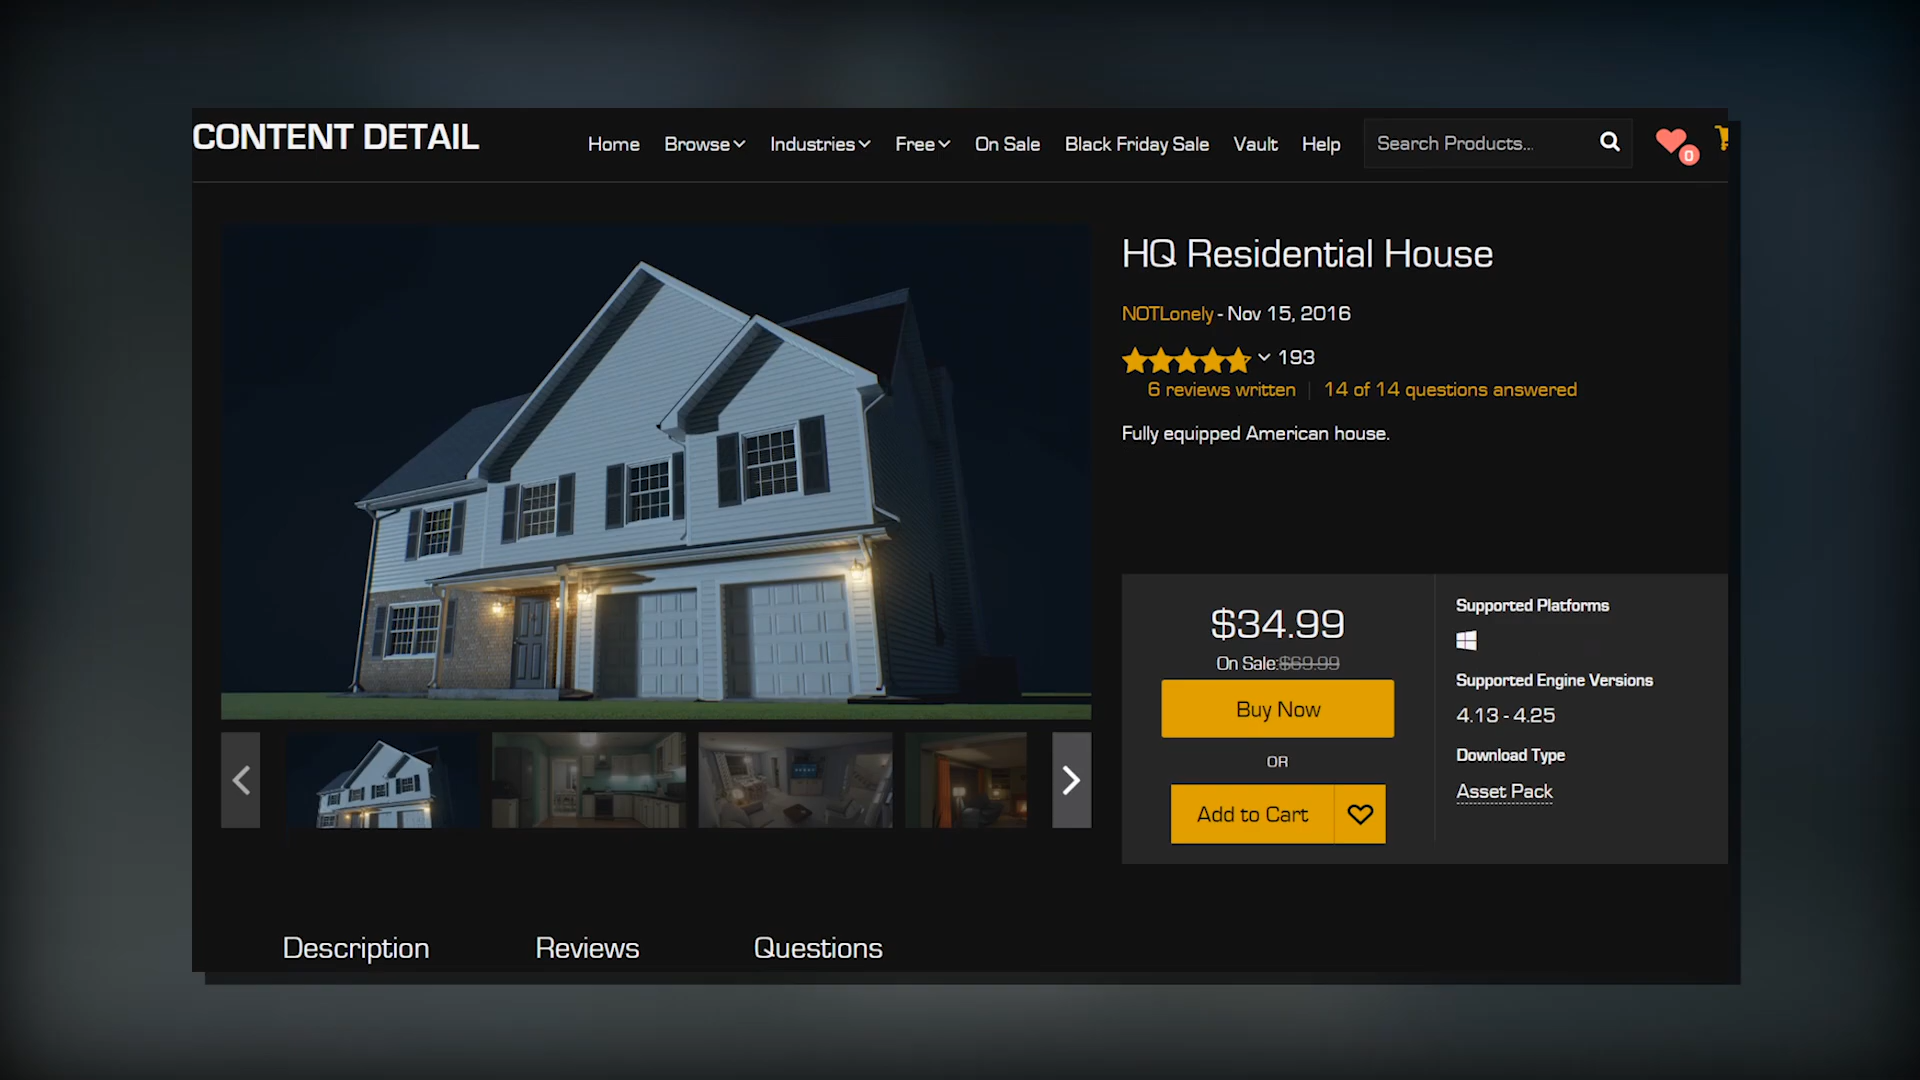 CONTENT DETAIL
Home Browse Industries Free On Sale Black Friday Sale Vault Help Search Products... 0
HQ Residential House
NOTLonely - Nov 15, 2016
193
6 reviews written | 14 of 14 questions answered
Fully equipped American house.
$34.99
On Sale:$69.99
Buy Now
OR
Add to Cart
Supported Platforms
Supported Engine Versions
4.13 - 4.25
Download Type
Asset Pack
Description Reviews Questions